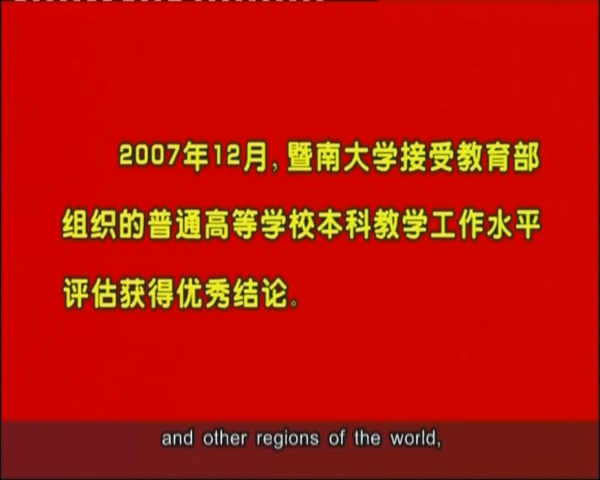 2007年12月,暨南大学接受教育部
组织的普通高等学校本科教学工作水平
评估获得优秀结论。
and other regions of the world,